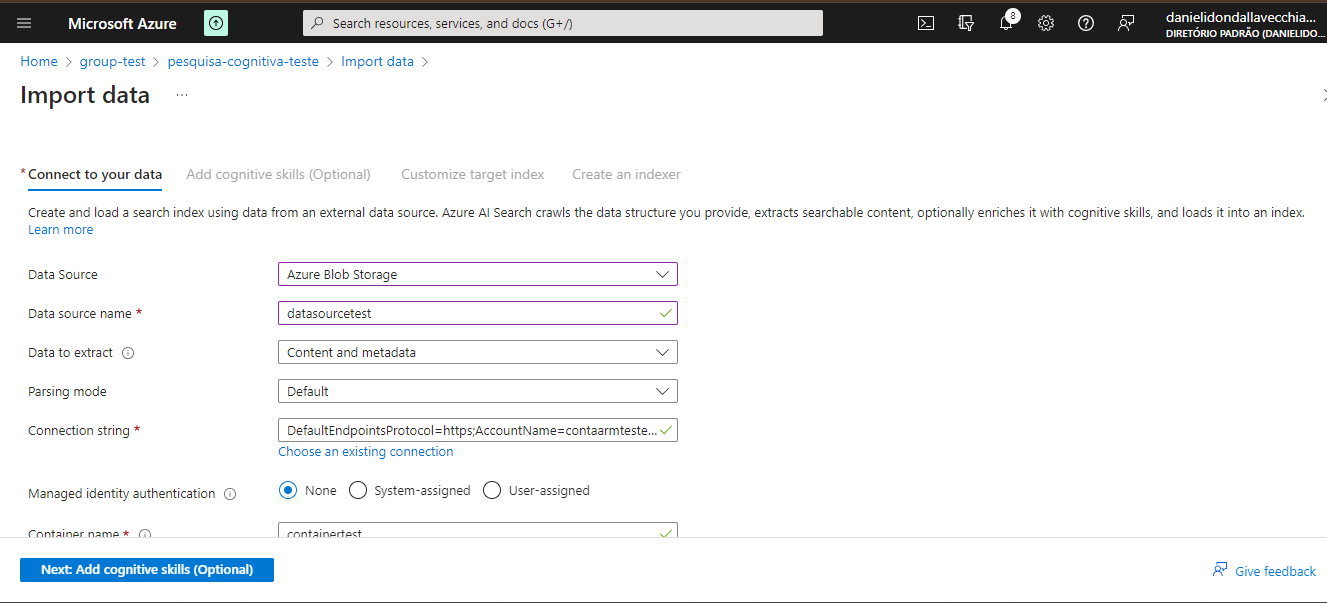 Microsoft Azure
Search resources, services, and docs (G+/)
8
danielidondallavecchia...
DIRETÓRIO PADRÃO (DANIELIDO...
Home > group-test > pesquisa-cognitiva-teste > Import data >
Import data ...
* Connect to your data Add cognitive skills (Optional) Customize target index Create an indexer
Create and load a search index using data from an external data source. Azure AI Search crawls the data structure you provide, extracts searchable content, optionally enriches it with cognitive skills, and loads it into an index.
Learn more
Data Source Azure Blob Storage
Data source name * datasourcetest
Data to extract Content and metadata
Parsing mode Default
Connection string * DefaultEndpointsProtocol=https;AccountName=contaarmteste...
Choose an existing connection
Managed identity authentication None System-assigned User-assigned
Container name * containertest
Next: Add cognitive skills (Optional)
Give feedback